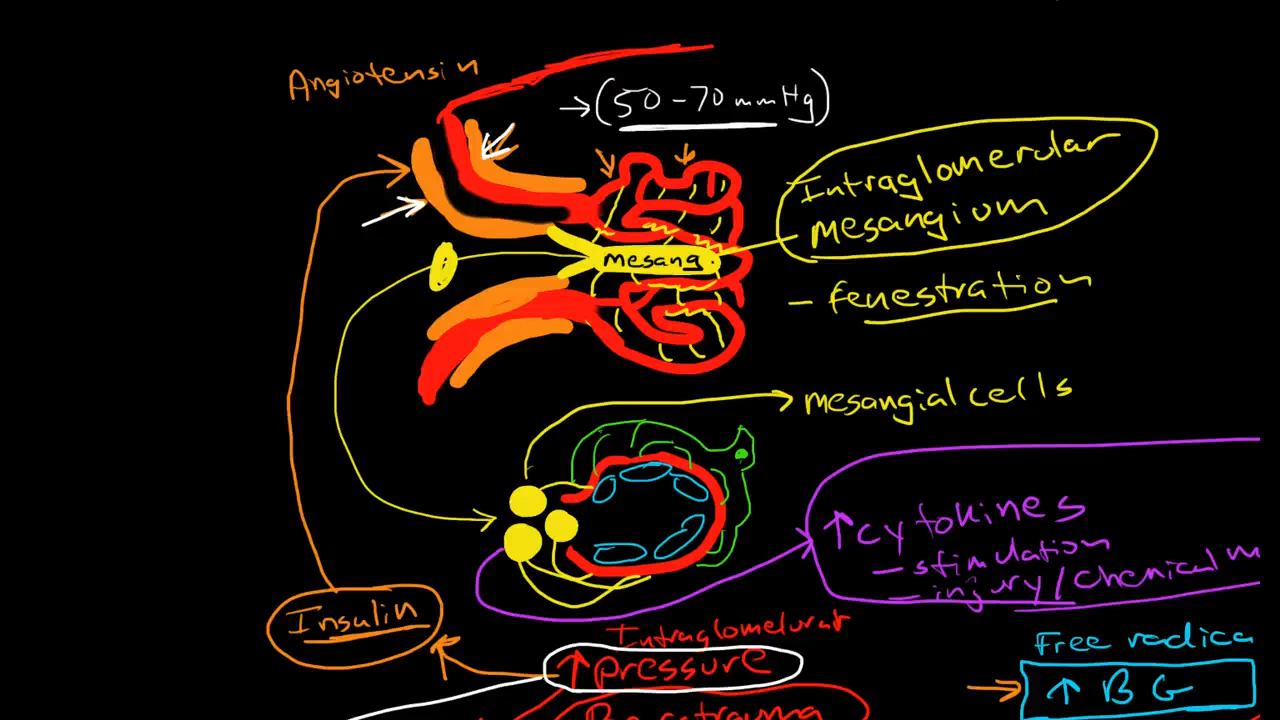 Angiotensin
→(50-70 mmHg)
Intraglomerular
mesangium
mesang
- fenestration
mesangial cells
↑cytokines
- stimulation
- injury/chemical m
Insulin
Intraglomelurat
↑pressure
Free radica
↑ BG